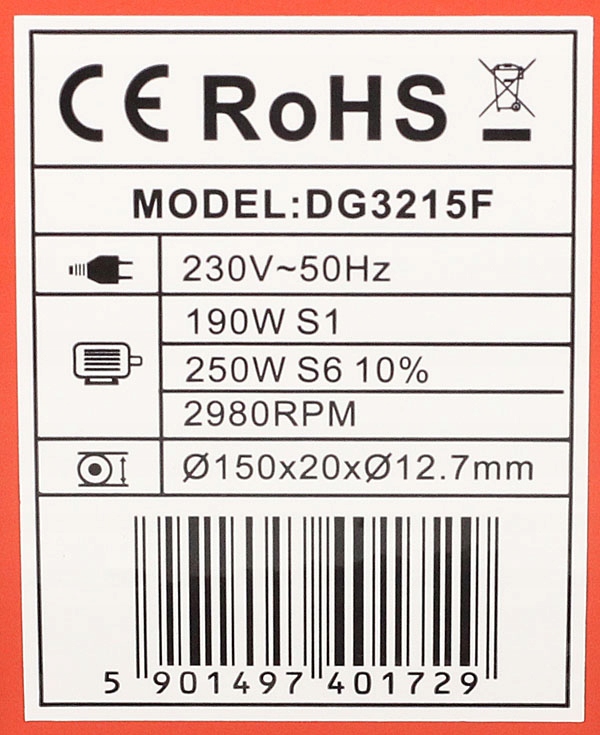 CE RoHS
MODEL:DG3215F
230V~50Hz
190W S1
250W S6 10%
2980RPM
Ø150x20xØ12.7mm
5 901497 401729